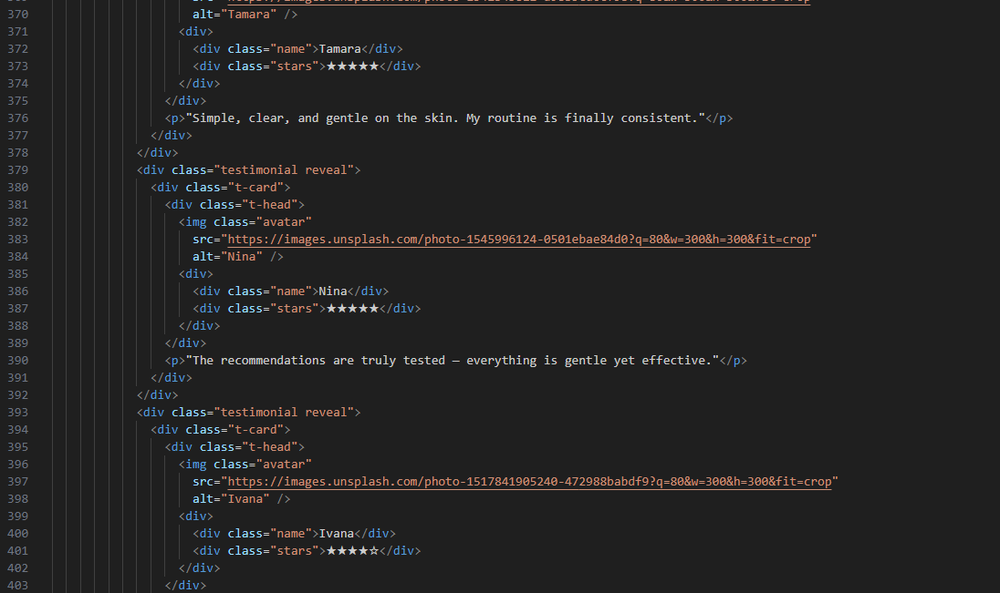 370 alt="Tamara" />
371 <div>
372 <div class="name">Tamara</div>
373 <div class="stars">★★★★★</div>
374 </div>
375 </div>
376 <p>"Simple, clear, and gentle on the skin. My routine is finally consistent."</p>
377 </div>
378 </div>
379 <div class="testimonial reveal">
380 <div class="t-card">
381 <div class="t-head">
382 <img class="avatar"
383 src="https://images.unsplash.com/photo-1545996124-0501ebae84d0?q=80&w=300&h=300&fit=crop"
384 alt="Nina" />
385 <div>
386 <div class="name">Nina</div>
387 <div class="stars">★★★★★</div>
388 </div>
389 </div>
390 <p>"The recommendations are truly tested — everything is gentle yet effective."</p>
391 </div>
392 </div>
393 <div class="testimonial reveal">
394 <div class="t-card">
395 <div class="t-head">
396 <img class="avatar"
397 src="https://images.unsplash.com/photo-1517841905240-472988babdf9?q=80&w=300&h=300&fit=crop"
398 alt="Ivana" />
399 <div>
400 <div class="name">Ivana</div>
401 <div class="stars">★★★★☆</div>
402 </div>
403 </div>